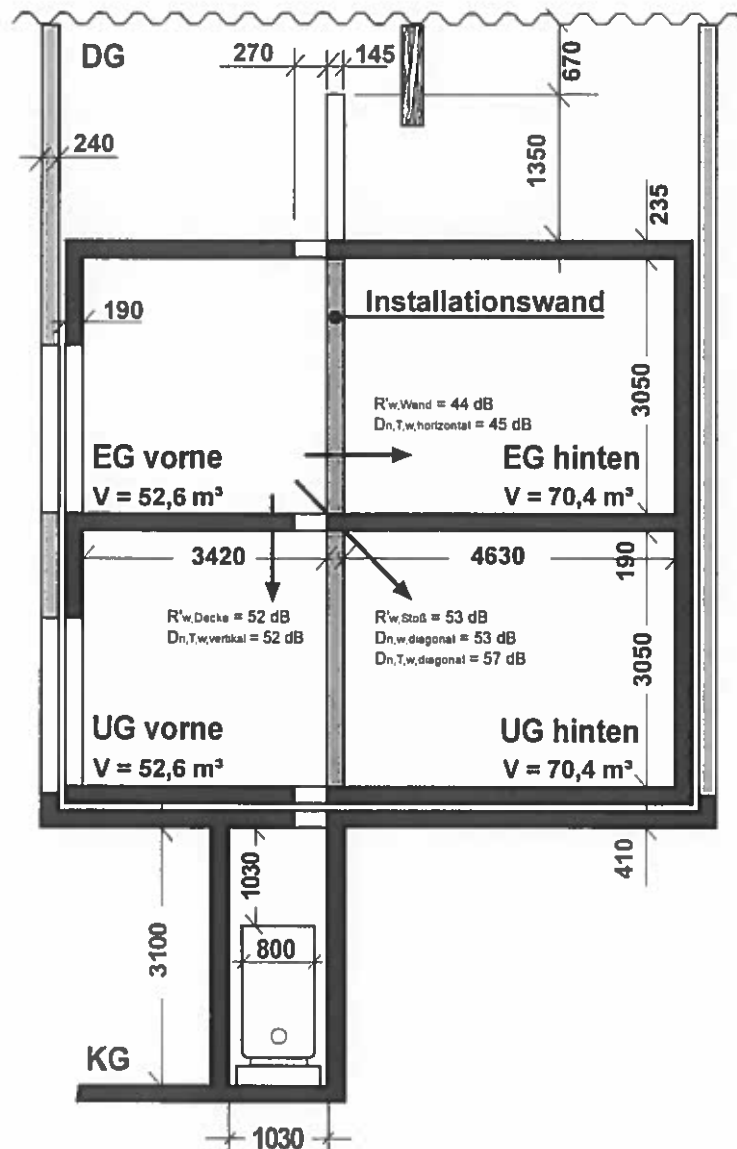 DG
270
145
670
240
1350
235
190
Installationswand
3050
R'w,Wand = 44 dB
Dn,T,w,horizontal = 45 dB
EG vorne
V = 52,6 m³
EG hinten
V = 70,4 m³
3420
4630
190
R'w,Decke = 52 dB
Dn,T,w,vertikal = 52 dB
R'w,Stoß = 53 dB
Dn,w,diagonal = 53 dB
Dn,T,w,diagonal = 57 dB
3050
UG vorne
V = 52,6 m³
UG hinten
V = 70,4 m³
1030
410
3100
800
KG
1030